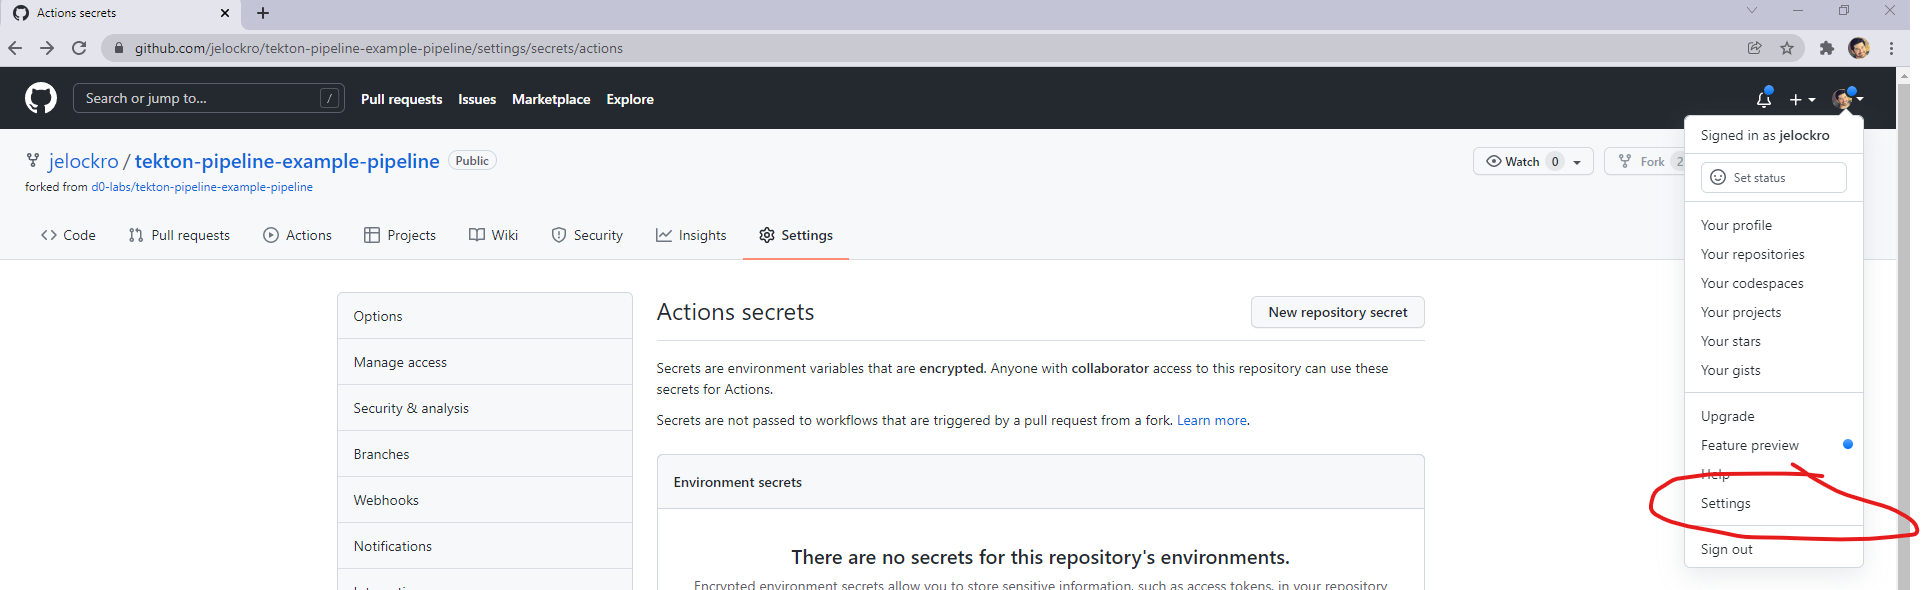 Actions secrets
github.com/jelockro/tekton-pipeline-example-pipeline/settings/secrets/actions
Search or jump to... /
Pull requests Issues Marketplace Explore
Signed in as jelockro
Set status
Your profile
Your repositories
Your codespaces
Your projects
Your stars
Your gists
Upgrade
Feature preview
Help
Settings
Sign out
jelockro / tekton-pipeline-example-pipeline Public
forked from d0-labs/tekton-pipeline-example-pipeline
Watch 0
Fork 2
Code Pull requests Actions Projects Wiki Security Insights Settings
Options
Manage access
Security & analysis
Branches
Webhooks
Notifications
Actions secrets
New repository secret
Secrets are environment variables that are encrypted. Anyone with collaborator access to this repository can use these
secrets for Actions.
Secrets are not passed to workflows that are triggered by a pull request from a fork. Learn more.
Environment secrets
There are no secrets for this repository's environments.
Encrypted environment secrets allow you to store sensitive information, such as access tokens, in your repository